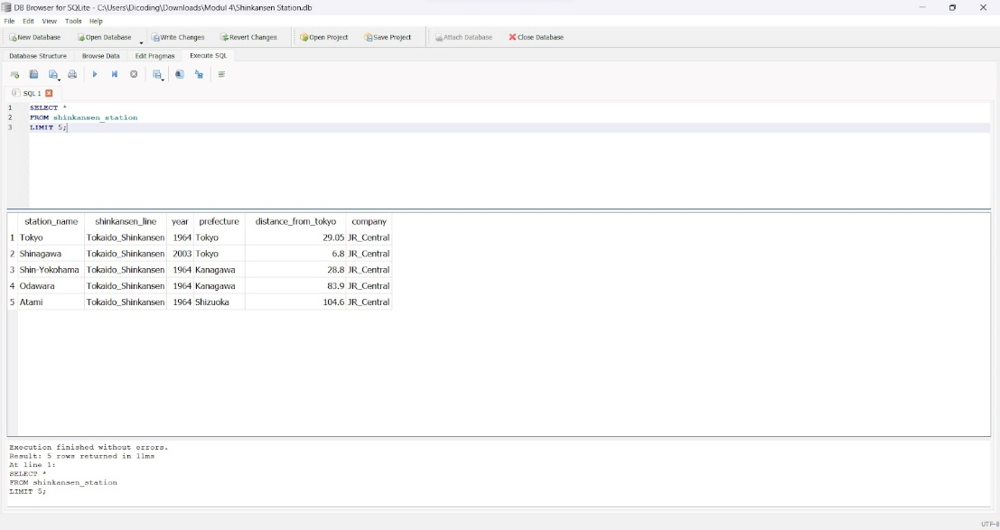 DB Browser for SQLite - C:\Users\Dicoding\Downloads\Modul 4\Shinkansen Station.db
File Edit View Tools Help
New Database Open Database Write Changes Revert Changes Open Project Save Project Attach Database Close Database
Database Structure Browse Data Edit Pragmas Execute SQL
SQL 1
1 SELECT *
2 FROM shinkansen_station
3 LIMIT 5;
station_name shinkansen_line year prefecture distance_from_tokyo company
1 Tokyo Tokaido_Shinkansen 1964 Tokyo 29.05 JR_Central
2 Shinagawa Tokaido_Shinkansen 2003 Tokyo 6.8 JR_Central
3 Shin-Yokohama Tokaido_Shinkansen 1964 Kanagawa 28.8 JR_Central
4 Odawara Tokaido_Shinkansen 1964 Kanagawa 83.9 JR_Central
5 Atami Tokaido_Shinkansen 1964 Shizuoka 104.6 JR_Central
Execution finished without errors.
Result: 5 rows returned in 11ms
At line 1:
SELECT *
FROM shinkansen_station
LIMIT 5;
UTF-8